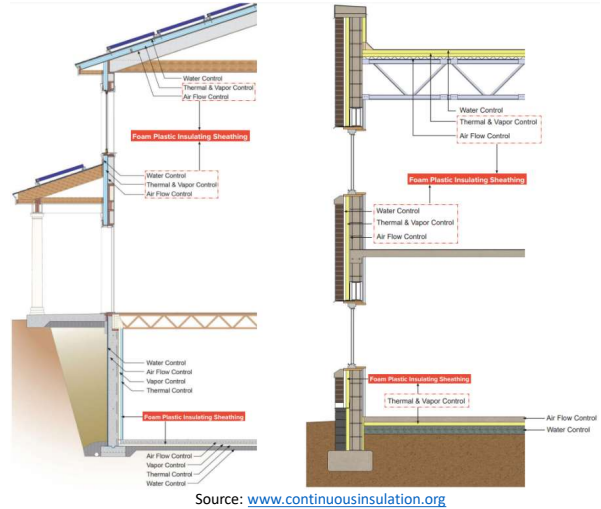 Water Control
Thermal & Vapor Control
Air Flow Control
Foam Plastic Insulating Sheathing
Water Control
Thermal & Vapor Control
Air Flow Control
Water Control
Air Flow Control
Vapor Control
Thermal Control
Foam Plastic Insulating Sheathing
Air Flow Control
Vapor Control
Thermal Control
Water Control
Water Control
Thermal & Vapor Control
Air Flow Control
Foam Plastic Insulating Sheathing
Water Control
Thermal & Vapor Control
Air Flow Control
Foam Plastic Insulating Sheathing
Thermal & Vapor Control
Air Flow Control
Water Control
Source: www.continuousinsulation.org